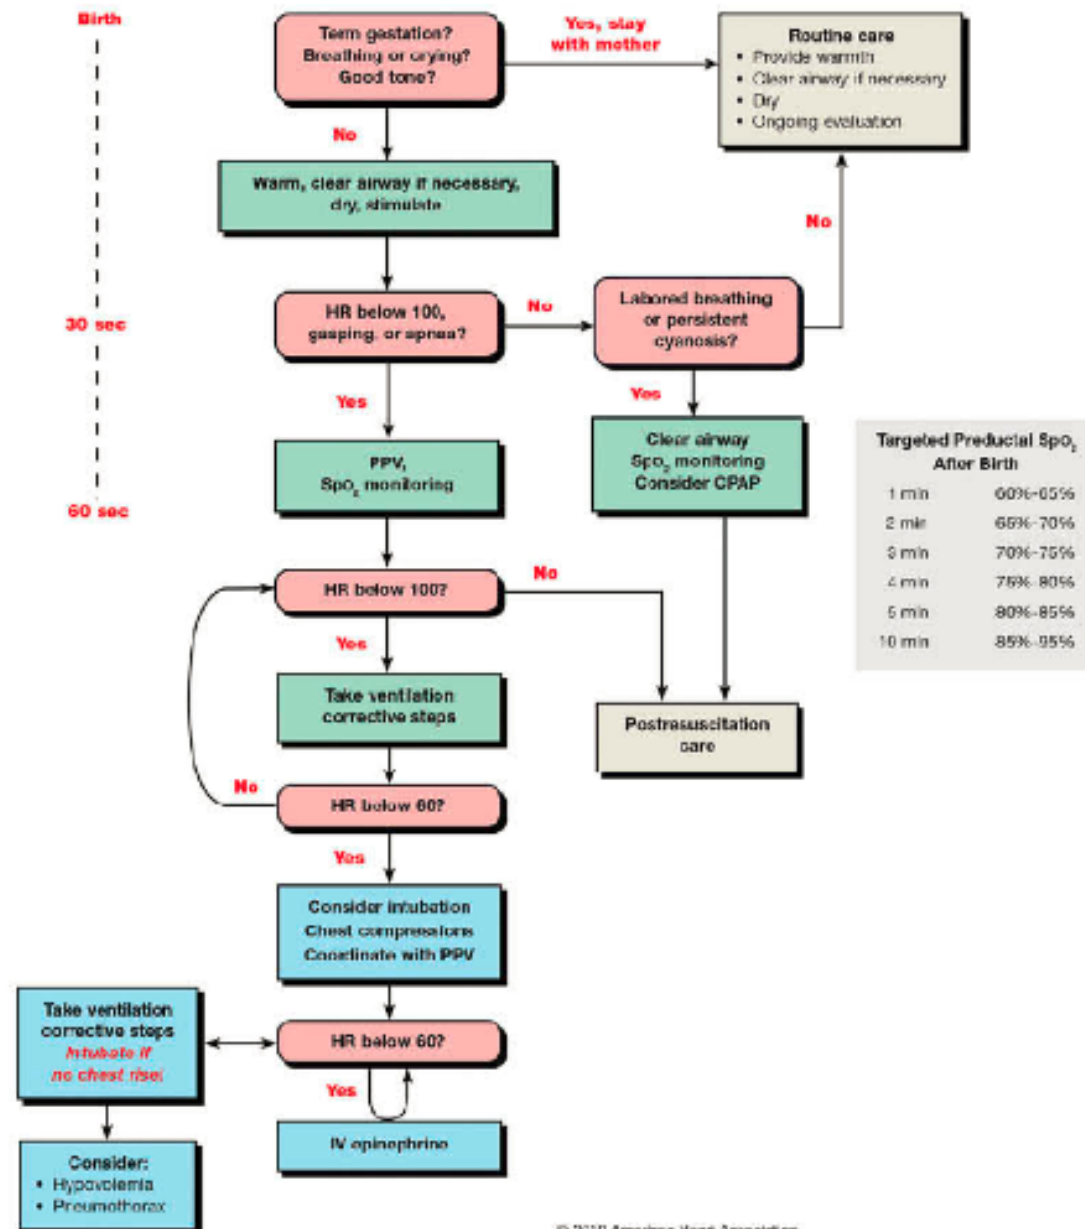 Birth
30 sec
60 sec
Term gestation?
Breathing or crying?
Good tone?
Yes, stay
with mother
Routine care
• Provide warmth
• Clear airway if necessary
• Dry
• Ongoing evaluation
No
Warm, clear airway if necessary,
dry, stimulate
HR below 100,
gasping, or apnea?
No
Labored breathing
or persistent
cyanosis?
No
Yes
Yes
PPV,
SpO₂ monitoring
Clear airway
SpO₂ monitoring
Consider CPAP
Targeted Preductal SpO₂
After Birth
1 min 60%-65%
2 min 65%-70%
3 min 70%-75%
4 min 75%-80%
5 min 80%-85%
10 min 85%-95%
HR below 100?
No
Yes
Take ventilation
corrective steps
Postresuscitation
care
HR below 60?
No
Yes
Consider intubation
Chest compressions
Coordinate with PPV
HR below 60?
Take ventilation
corrective steps
Intubate if
no chest rise!
Yes
IV epinephrine
Consider:
• Hypovolemia
• Pneumothorax
© 2010 American Heart Association